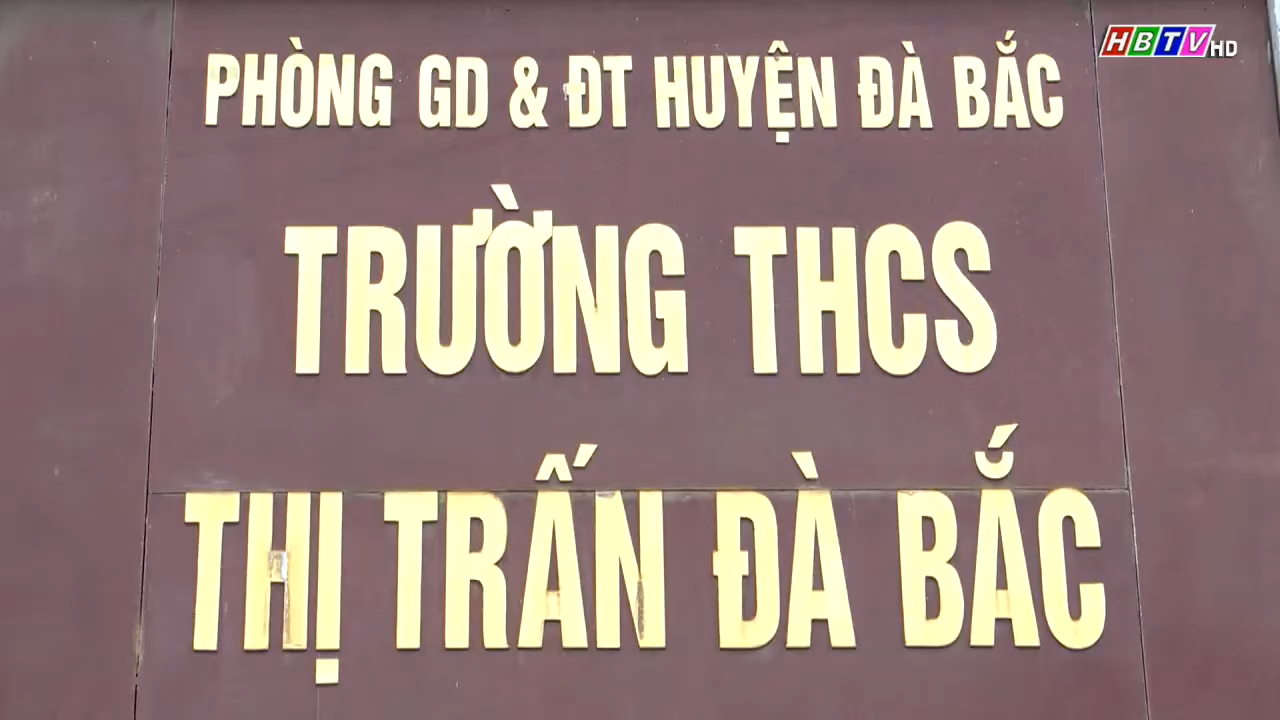 HBTV HD
PHÒNG GD & ĐT HUYỆN ĐÀ BẮC
TRƯỜNG THCS
THỊ TRẤN ĐÀ BẮC